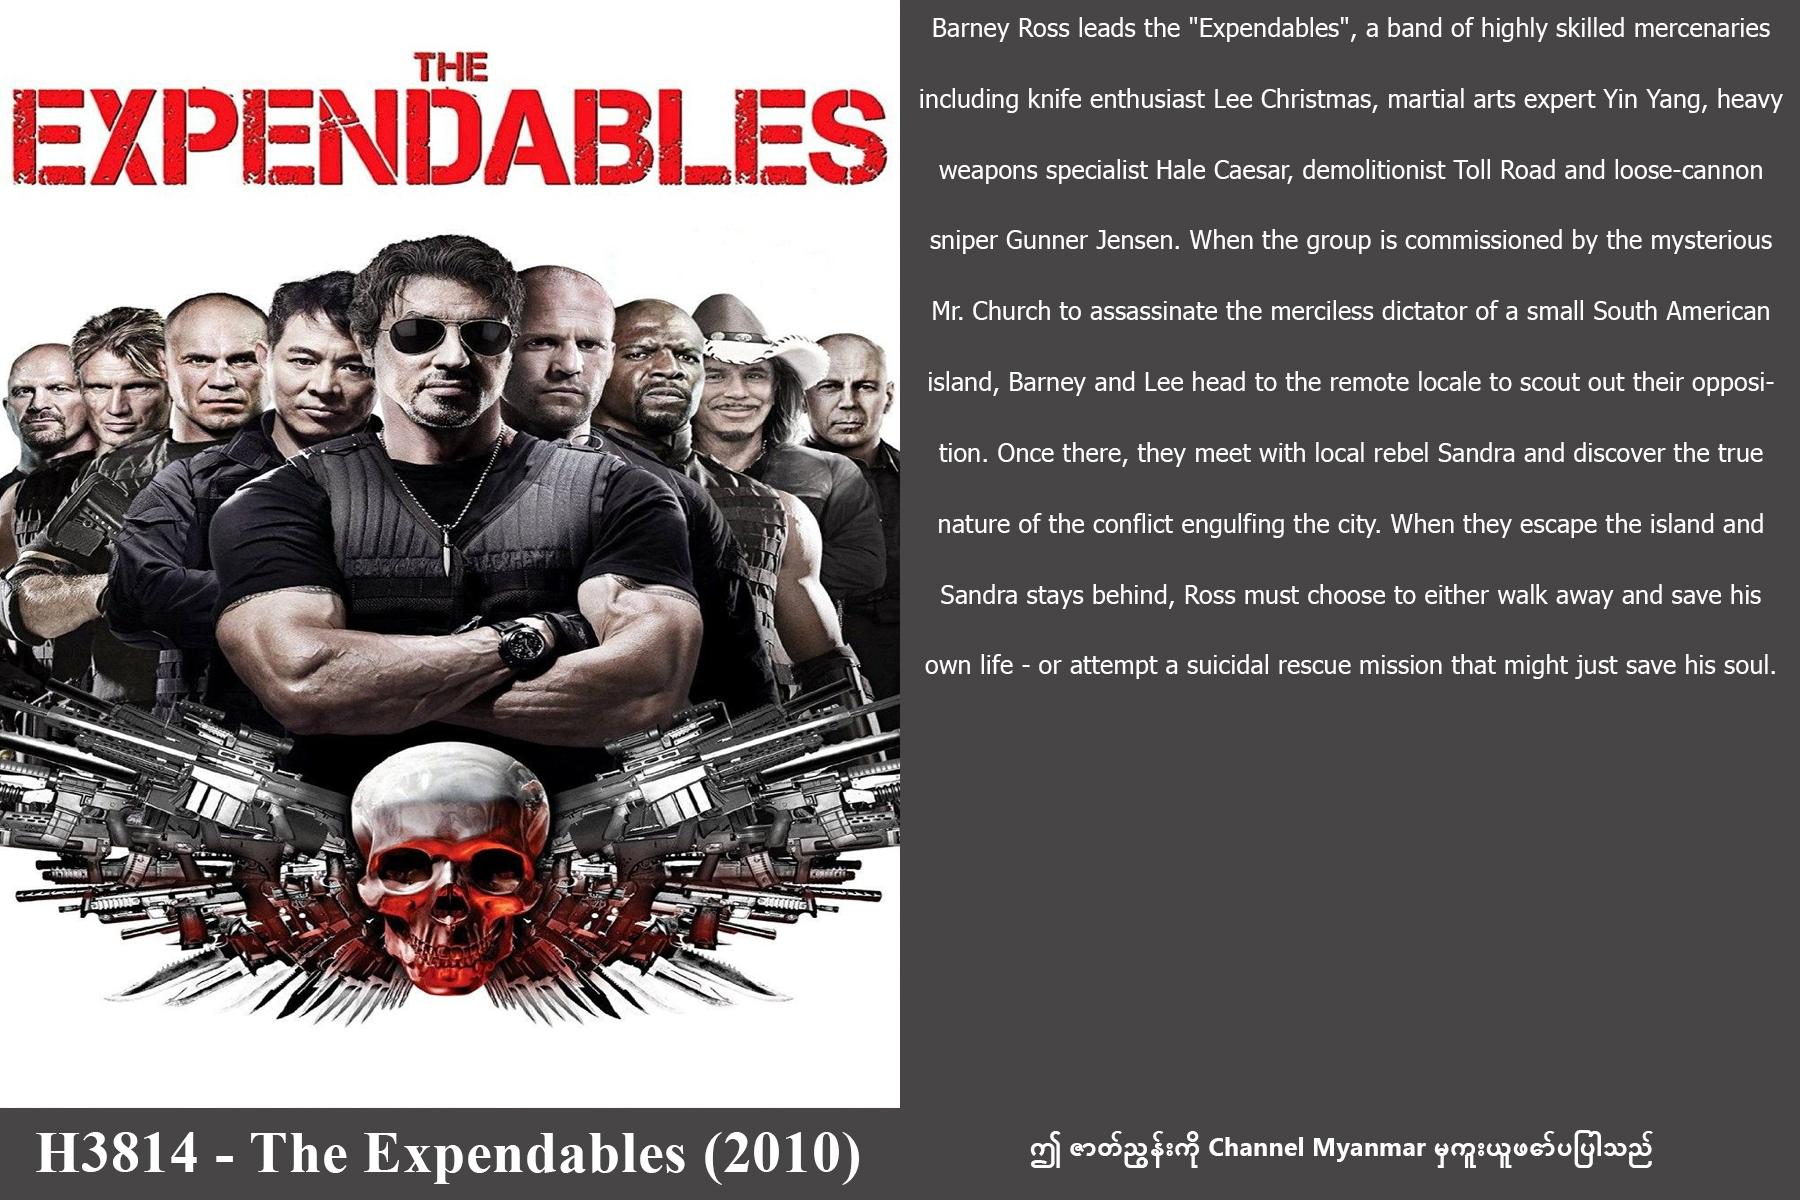 THE
EXPENDABLES
Barney Ross leads the "Expendables", a band of highly skilled mercenaries
including knife enthusiast Lee Christmas, martial arts expert Yin Yang, heavy
weapons specialist Hale Caesar, demolitionist Toll Road and loose-cannon
sniper Gunner Jensen. When the group is commissioned by the mysterious
Mr. Church to assassinate the merciless dictator of a small South American
island, Barney and Lee head to the remote locale to scout out their opposi-
tion. Once there, they meet with local rebel Sandra and discover the true
nature of the conflict engulfing the city. When they escape the island and
Sandra stays behind, Ross must choose to either walk away and save his
own life - or attempt a suicidal rescue mission that might just save his soul.
H3814 - The Expendables (2010)
ဤ ဇာတ်ညွှန်းကို Channel Myanmar မှကူးယူဖော်ပြပါသည်